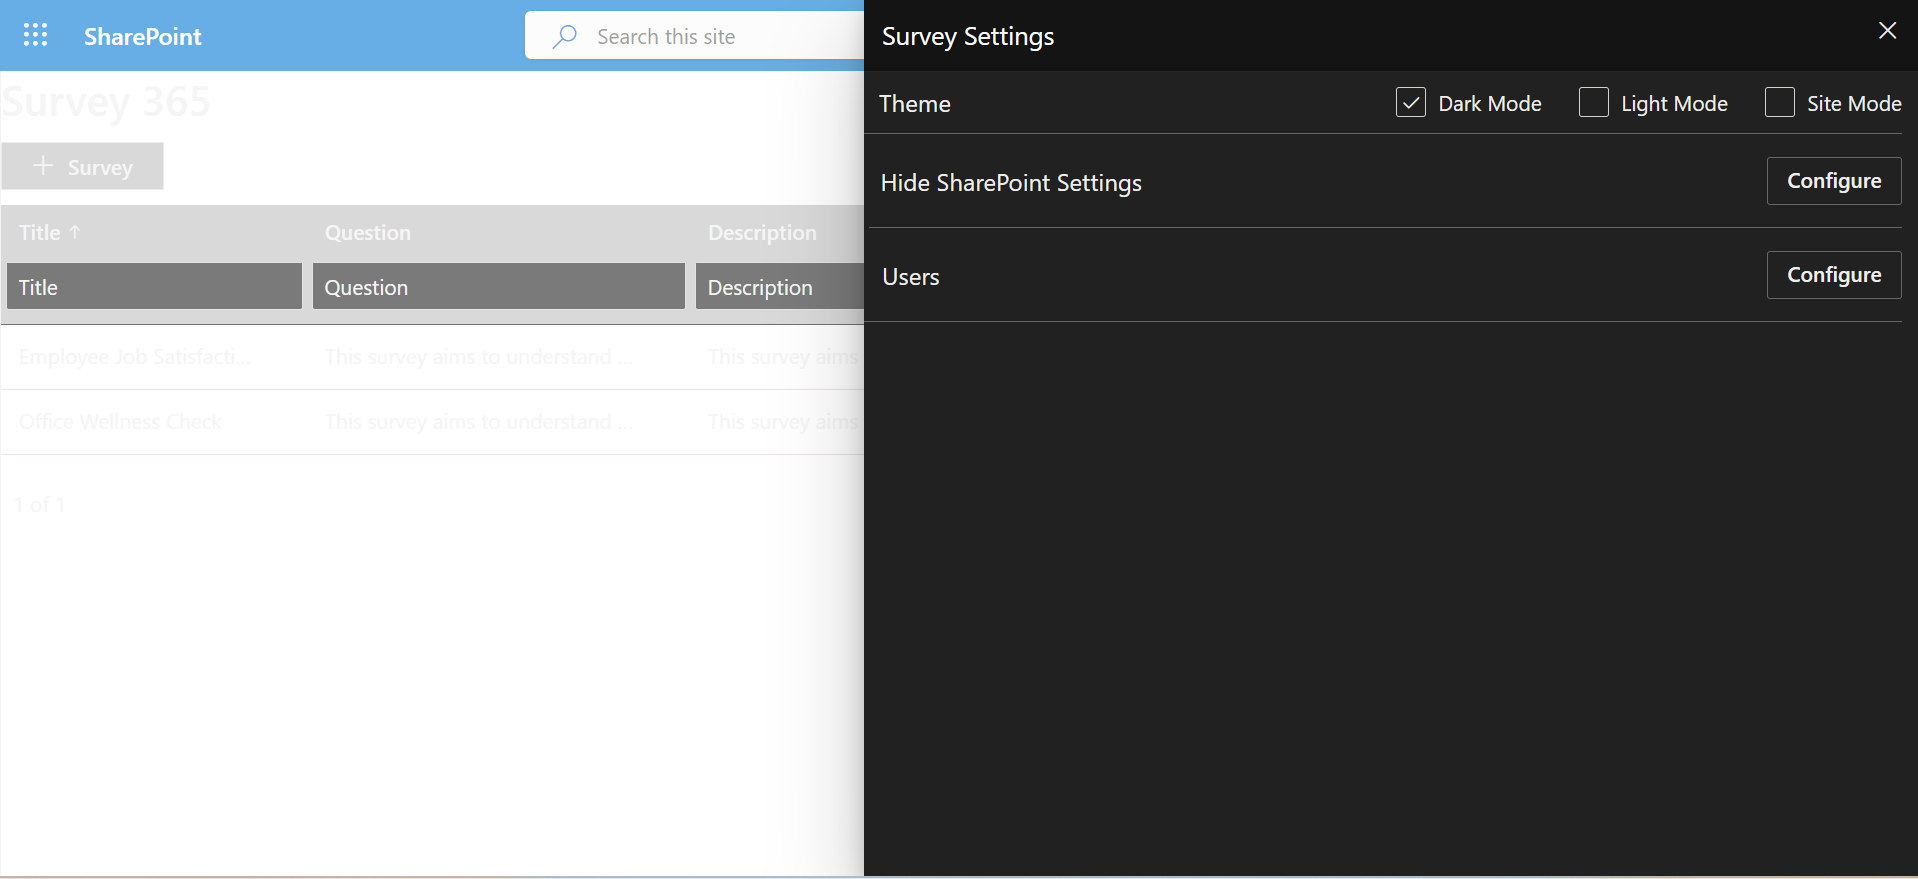 SharePoint
Search this site
Survey 365
Survey
Title Question Description
Title Question Description
Employee Job Satisfacti... This survey aims to understand ... This survey aims
Office Wellness Check This survey aims to understand ... This survey aims
1 of 1
Survey Settings
Theme Dark Mode Light Mode Site Mode
Hide SharePoint Settings Configure
Users Configure